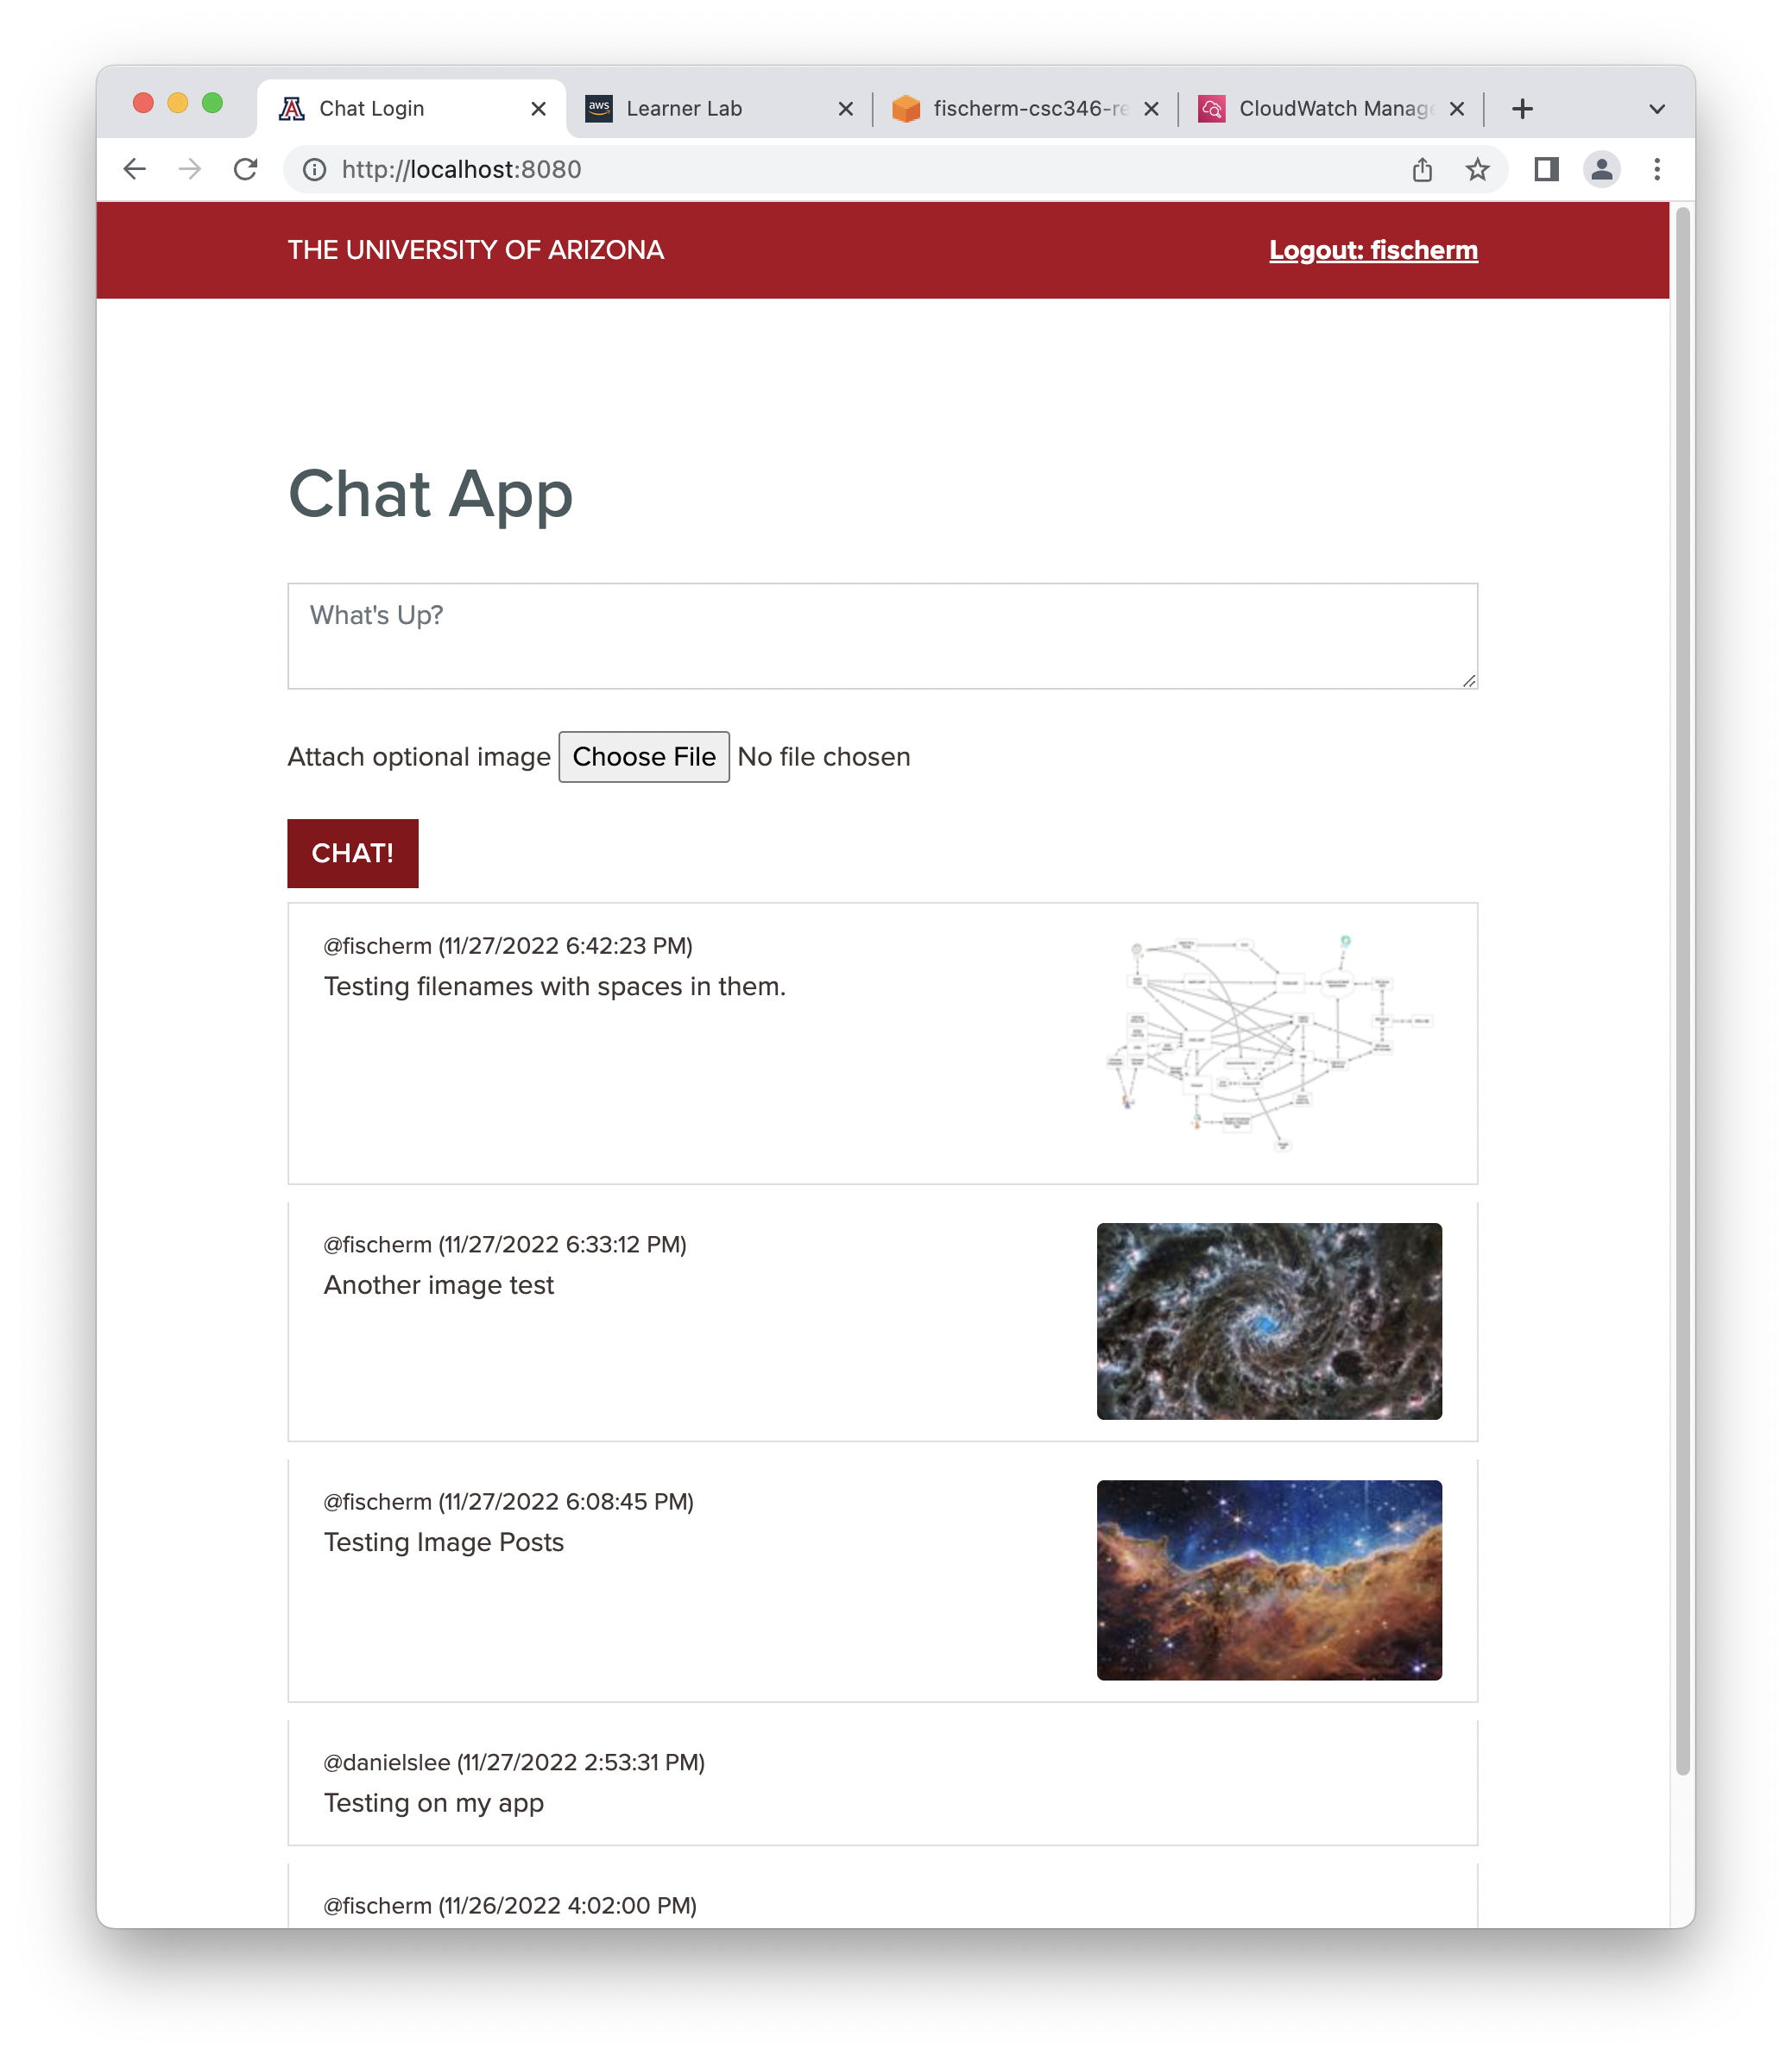 Chat Login
aws
Learner Lab
fischerm-csc346-re
CloudWatch Manage
http://localhost:8080
THE UNIVERSITY OF ARIZONA
Logout: fischerm
Chat App
What's Up?
Attach optional image Choose File No file chosen
CHAT!
@fischerm (11/27/2022 6:42:23 PM)
Testing filenames with spaces in them.
@fischerm (11/27/2022 6:33:12 PM)
Another image test
@fischerm (11/27/2022 6:08:45 PM)
Testing Image Posts
@danielslee (11/27/2022 2:53:31 PM)
Testing on my app
@fischerm (11/26/2022 4:02:00 PM)